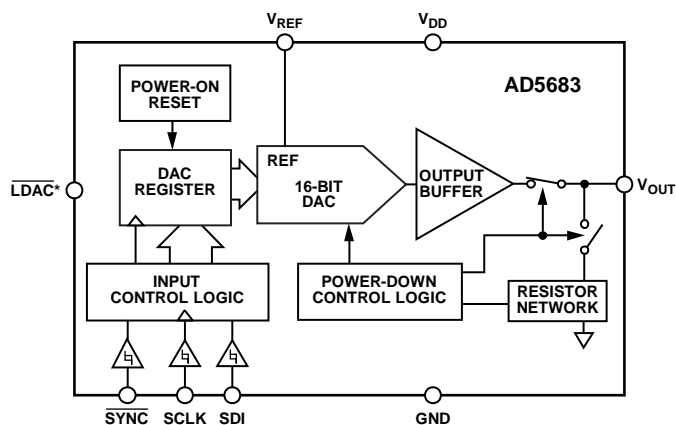 VREF
VDD
POWER-ON
RESET
AD5683
LDAC*
DAC
REGISTER
REF
16-BIT
DAC
OUTPUT
BUFFER
VOUT
INPUT
CONTROL LOGIC
POWER-DOWN
CONTROL LOGIC
RESISTOR
NETWORK
SYNC
SCLK
SDI
GND